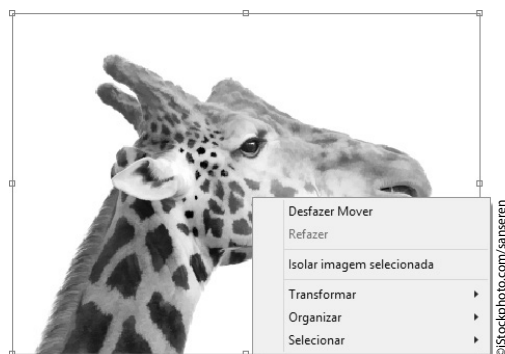 Desfazer Mover
Refazer
Isolar imagem selecionada
Transformar
Organizar
Selecionar
©iStockphoto.com/sanseren